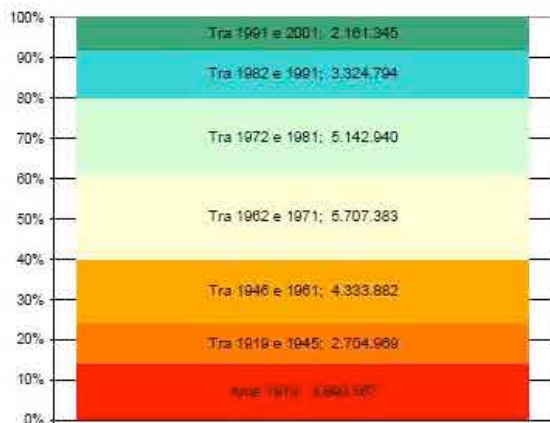 100%
Tra 1991 e 2001; 2.161.345
90%
Tra 1982 e 1991; 3.324.794
80%
70%
Tra 1972 e 1981; 5.142.940
60%
50%
Tra 1962 e 1971; 5.707.383
40%
30%
Tra 1946 e 1961; 4.333.882
20%
Tra 1919 e 1945; 2.704.969
10%
1919;
0%